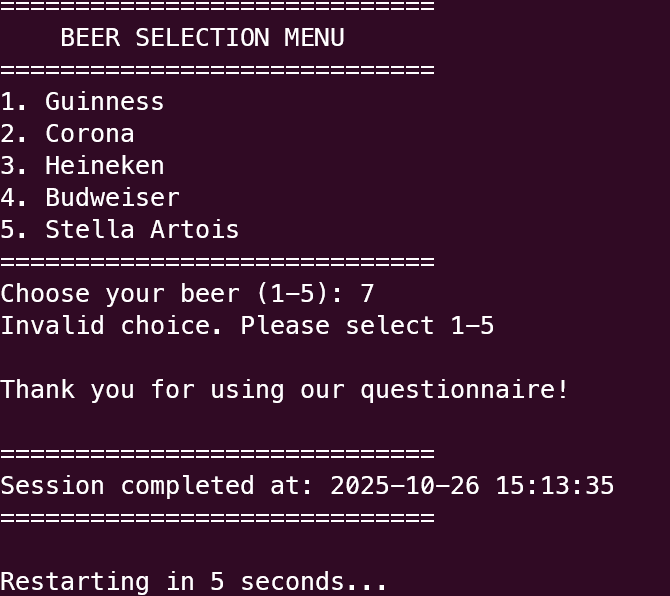 =============================
    BEER SELECTION MENU
=============================
1. Guinness
2. Corona
3. Heineken
4. Budweiser
5. Stella Artois
=============================
Choose your beer (1-5): 7
Invalid choice. Please select 1-5

Thank you for using our questionnaire!

=============================
Session completed at: 2025-10-26 15:13:35
=============================

Restarting in 5 seconds...